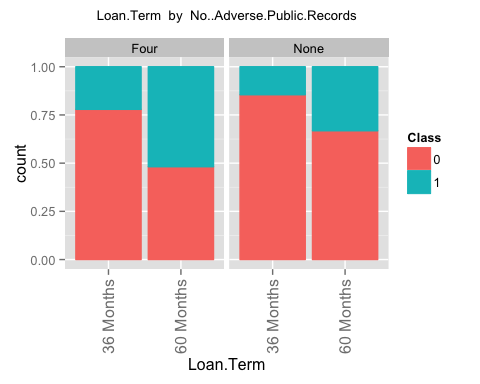 Loan.Term by No..Adverse.Public.Records
Four
None
1.00
0.75
0.50
0.25
0.00
count
36 Months
60 Months
36 Months
60 Months
Loan.Term
Class
0
1